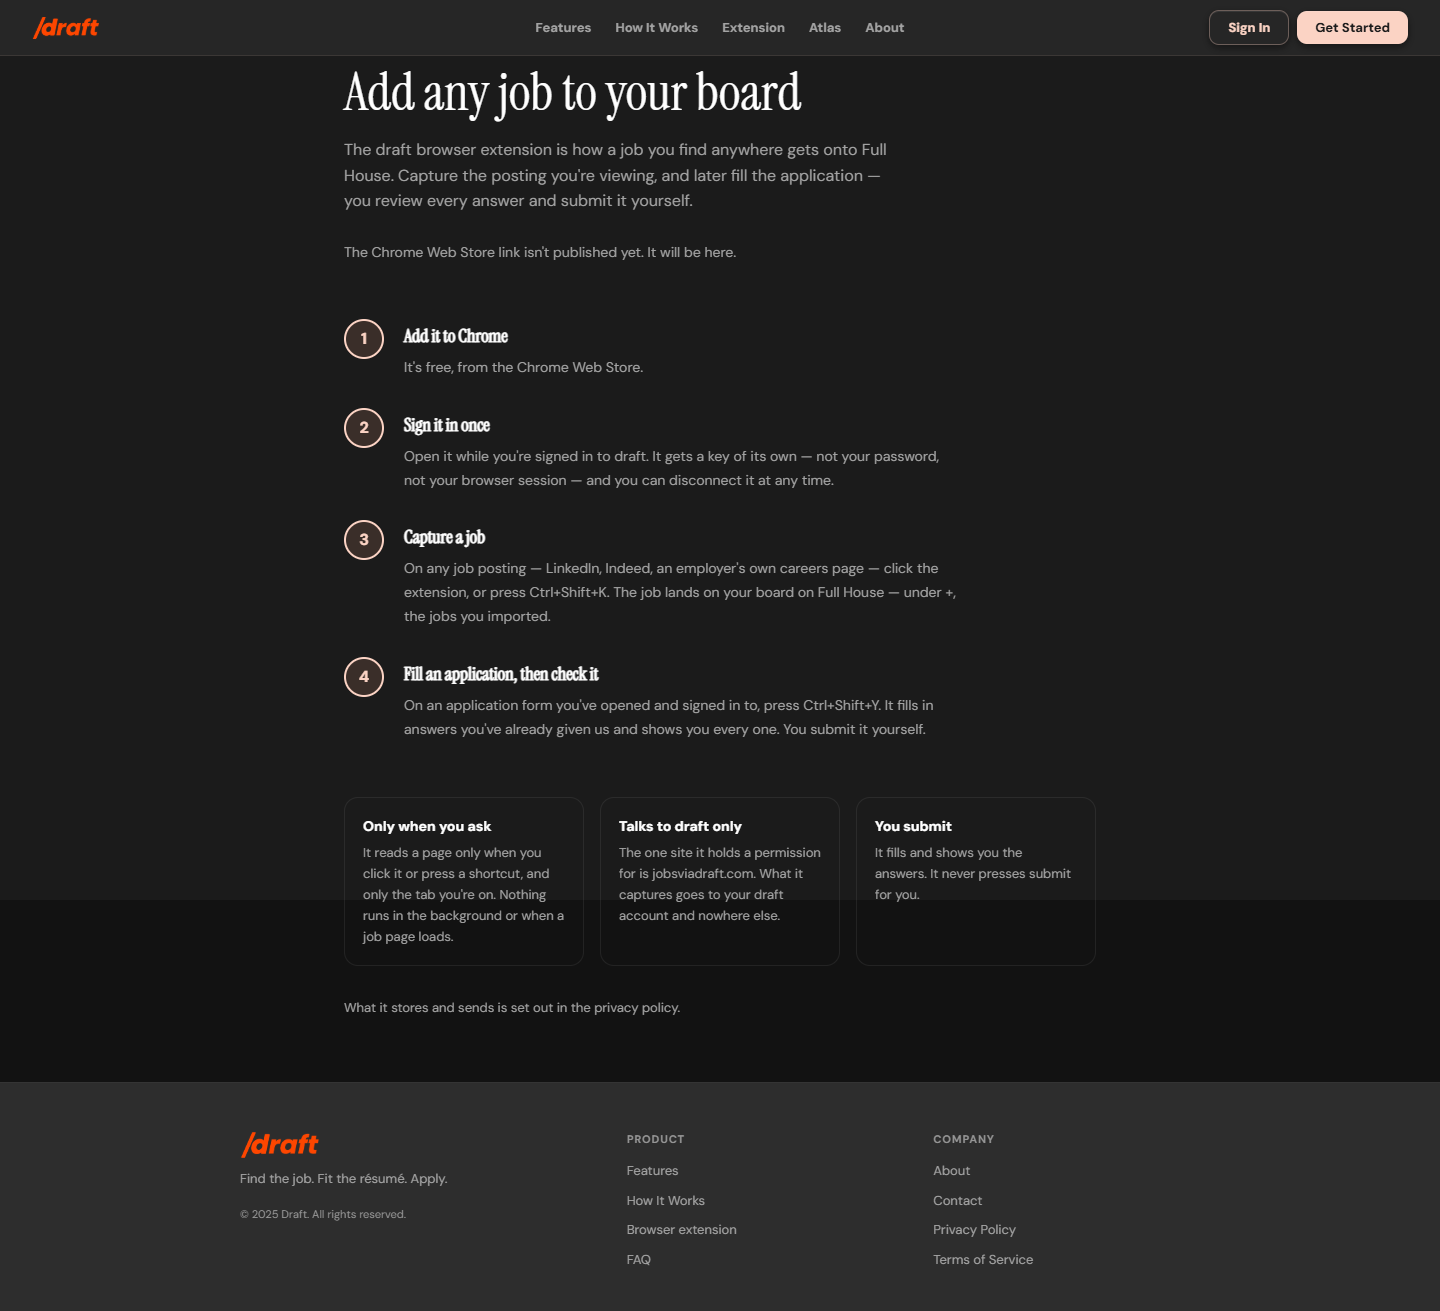 /draft
Features
How It Works
Extension
Atlas
About
Sign In
Get Started
Add any job to your board
The draft browser extension is how a job you find anywhere gets onto Full
House. Capture the posting you're viewing, and later fill the application —
you review every answer and submit it yourself.
The Chrome Web Store link isn't published yet. It will be here.
1
Add it to Chrome
It's free, from the Chrome Web Store.
2
Sign it in once
Open it while you're signed in to draft. It gets a key of its own — not your password,
not your browser session — and you can disconnect it at any time.
3
Capture a job
On any job posting — LinkedIn, Indeed, an employer's own careers page — click the
extension, or press Ctrl+Shift+K. The job lands on your board on Full House — under +,
the jobs you imported.
4
Fill an application, then check it
On an application form you've opened and signed in to, press Ctrl+Shift+Y. It fills in
answers you've already given us and shows you every one. You submit it yourself.
Only when you ask
It reads a page only when you
click it or press a shortcut, and
only the tab you're on. Nothing
runs in the background or when a
job page loads.
Talks to draft only
The one site it holds a permission
for is jobsviadraft.com. What it
captures goes to your draft
account and nowhere else.
You submit
It fills and shows you the
answers. It never presses submit
for you.
What it stores and sends is set out in the privacy policy.
/draft
Find the job. Fit the résumé. Apply.
© 2025 Draft. All rights reserved.
PRODUCT
Features
How It Works
Browser extension
FAQ
COMPANY
About
Contact
Privacy Policy
Terms of Service